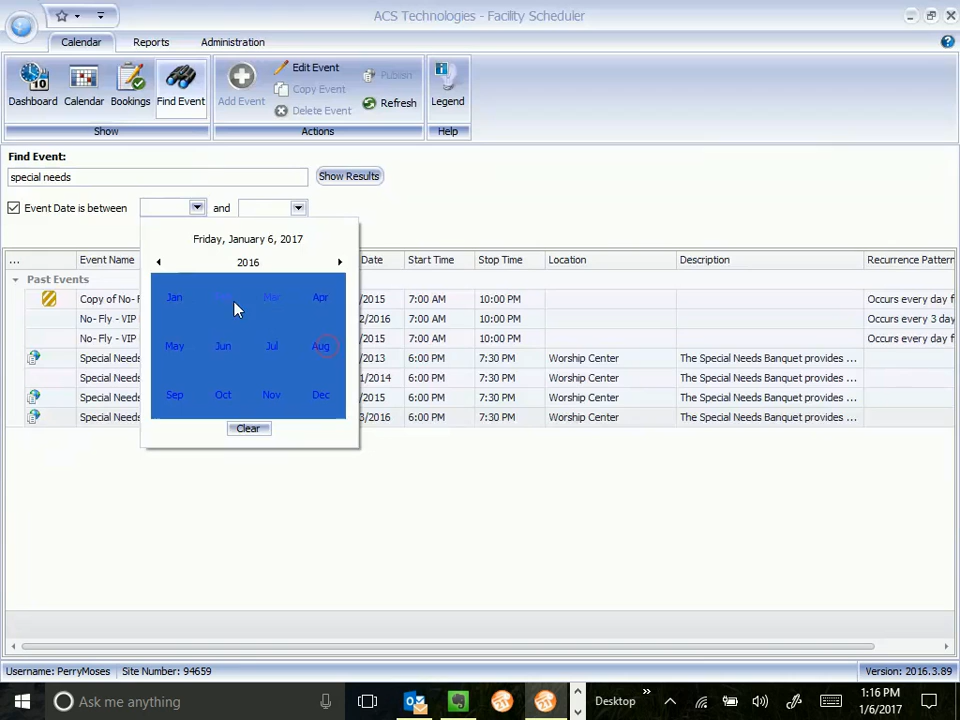 ACS Technologies - Facility Scheduler
Calendar Reports Administration
10
Dashboard Calendar Bookings Find Event Add Event Edit Event Copy Event Delete Event Publish Refresh Legend
Show Actions Help
Find Event:
special needs Show Results
Event Date is between and
Friday, January 6, 2017
2016
Jan Feb Mar Apr
May Jun Jul Aug
Sep Oct Nov Dec
Clear
... Event Name Date Start Time Stop Time Location Description Recurrence Pattern
Past Events
Copy of No- F /2015 7:00 AM 10:00 PM Occurs every day f
No- Fly - VIP 2/2016 7:00 AM 10:00 PM Occurs every 3 day
No- Fly - VIP /2015 7:00 AM 10:00 PM Occurs every day f
Special Needs /2013 6:00 PM 7:30 PM Worship Center The Special Needs Banquet provides ...
Special Needs 1/2014 6:00 PM 7:30 PM Worship Center The Special Needs Banquet provides ...
Special Needs /2015 6:00 PM 7:30 PM Worship Center The Special Needs Banquet provides ...
Special Needs 3/2016 6:00 PM 7:30 PM Worship Center The Special Needs Banquet provides ...
Username: PerryMoses Site Number: 94659 Version: 2016.3.89
Ask me anything Desktop 1:16 PM
1/6/2017